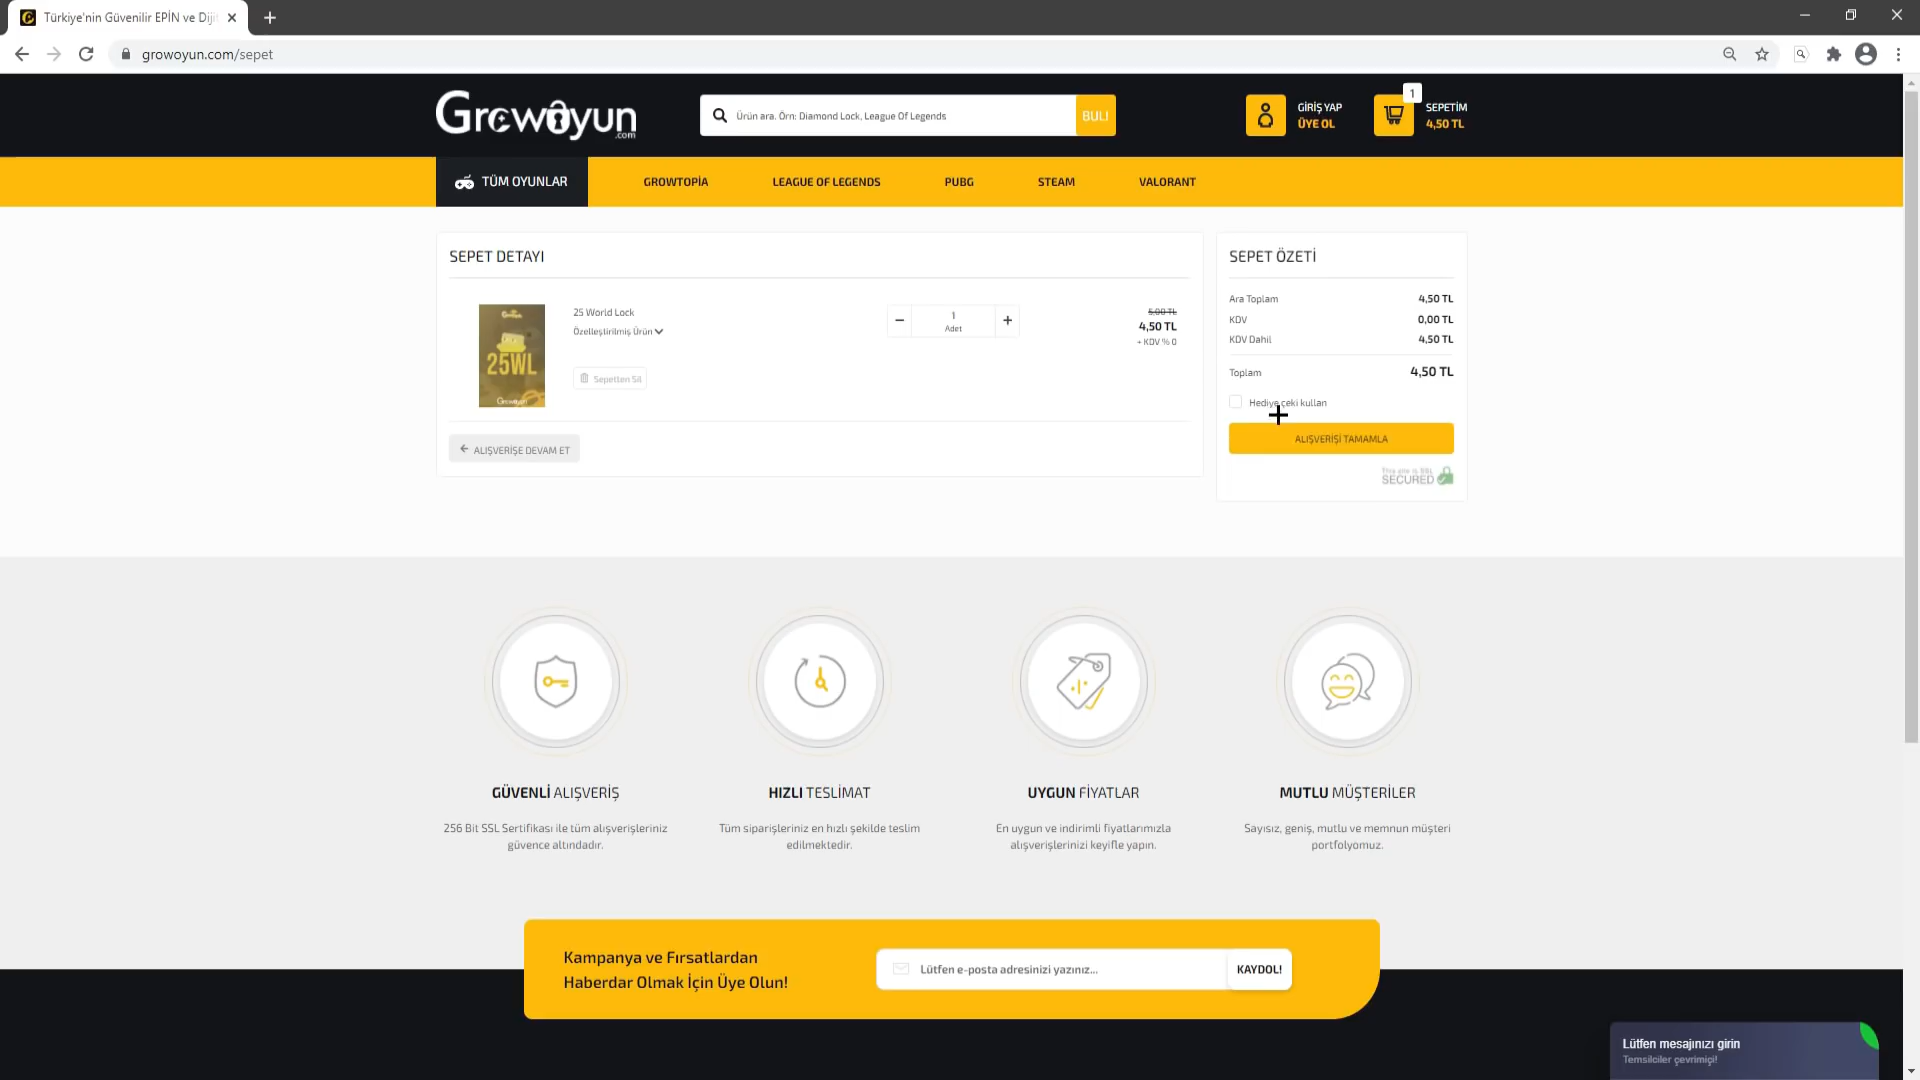 Türkiye'nin Güvenilir EPİN ve Diji
growoyun.com/sepet
Growoyun
.com
Ürün ara. Örn: Diamond Lock, League Of Legends
BUL!
GİRİŞ YAP
ÜYE OL
1
SEPETİM
4,50 TL
TÜM OYUNLAR
GROWTOPİA
LEAGUE OF LEGENDS
PUBG
STEAM
VALORANT
SEPET DETAYI
25WL
Growoyun
25 World Lock
Özelleştirilmiş Ürün
Sepetten Sil
1
Adet
5,00 TL
4,50 TL
+ KDV % 0
ALIŞVERİŞE DEVAM ET
SEPET ÖZETİ
Ara Toplam 4,50 TL
KDV 0,00 TL
KDV Dahil 4,50 TL
Toplam 4,50 TL
Hediye çeki kullan
ALIŞVERİŞİ TAMAMLA
This site is SSL
SECURED
GÜVENLİ ALIŞVERİŞ
256 Bit SSL Sertifikası ile tüm alışverişleriniz
güvence altındadır.
HIZLI TESLİMAT
Tüm siparişleriniz en hızlı şekilde teslim
edilmektedir.
UYGUN FİYATLAR
En uygun ve indirimli fiyatlarımızla
alışverişlerinizi keyifle yapın.
MUTLU MÜŞTERİLER
Sayısız, geniş, mutlu ve memnun müşteri
portfolyomuz.
Kampanya ve Fırsatlardan
Haberdar Olmak İçin Üye Olun!
Lütfen e-posta adresinizi yazınız...
KAYDOL!
Lütfen mesajınızı girin
Temsilciler çevrimiçi!